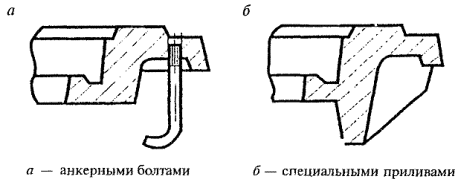 а б
а — анкерными болтами б — специальными приливами